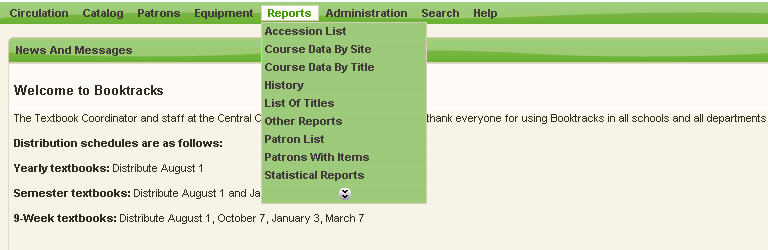 Circulation Catalog Patrons Equipment Reports Administration Search Help
Accession List
Course Data By Site
Course Data By Title
History
List Of Titles
Other Reports
Patron List
Patrons With Items
Statistical Reports
News And Messages
Welcome to Booktracks
The Textbook Coordinator and staff at the Central thank everyone for using Booktracks in all schools and all departments
Distribution schedules are as follows:
Yearly textbooks: Distribute August 1
Semester textbooks: Distribute August 1 and
9-Week textbooks: Distribute August 1, October 7, January 3, March 7